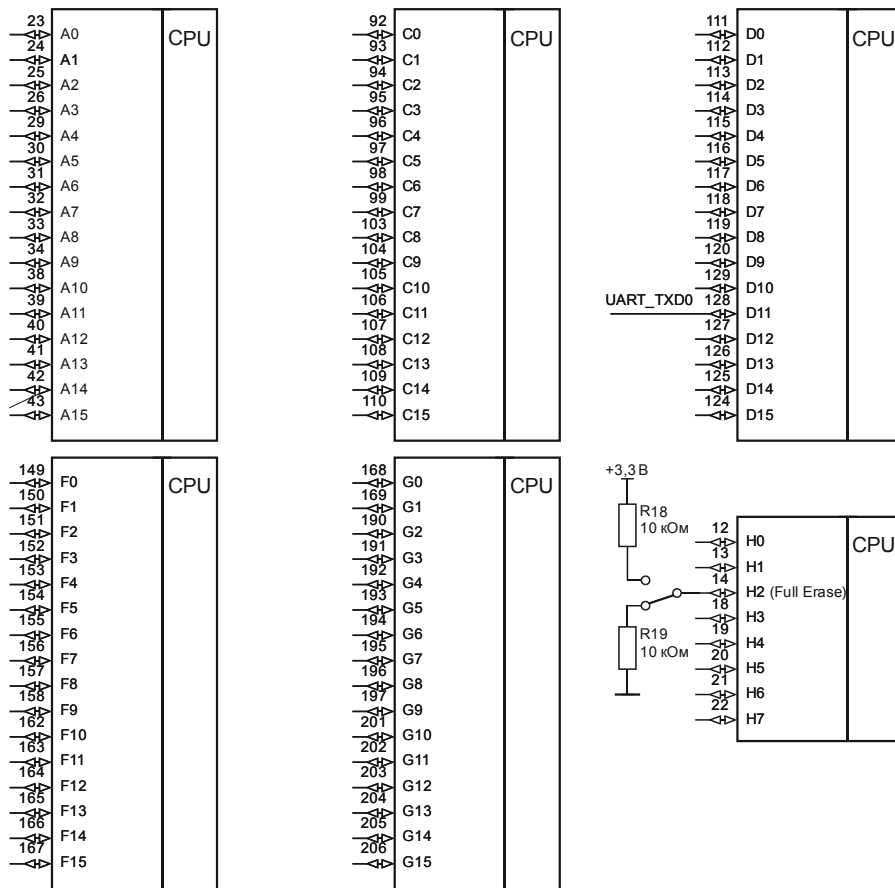 CPU
23 A0
24 A1
25 A2
26 A3
29 A4
30 A5
31 A6
32 A7
33 A8
34 A9
38 A10
39 A11
40 A12
41 A13
42 A14
43 A15
CPU
92 C0
93 C1
94 C2
95 C3
96 C4
97 C5
98 C6
99 C7
103 C8
104 C9
105 C10
106 C11
107 C12
108 C13
109 C14
110 C15
CPU
111 D0
112 D1
113 D2
114 D3
115 D4
116 D5
117 D6
118 D7
119 D8
120 D9
129 D10
UART_TXD0 128 D11
127 D12
126 D13
125 D14
124 D15
CPU
149 F0
150 F1
151 F2
152 F3
153 F4
154 F5
155 F6
156 F7
157 F8
158 F9
162 F10
163 F11
164 F12
165 F13
166 F14
167 F15
CPU
168 G0
169 G1
190 G2
191 G3
192 G4
193 G5
194 G6
195 G7
196 G8
197 G9
201 G10
202 G11
203 G12
204 G13
205 G14
206 G15
+3,3 В
R18
10 кОм
R19
10 кОм
CPU
12 H0
13 H1
14 H2 (Full Erase)
18 H3
19 H4
20 H5
21 H6
22 H7